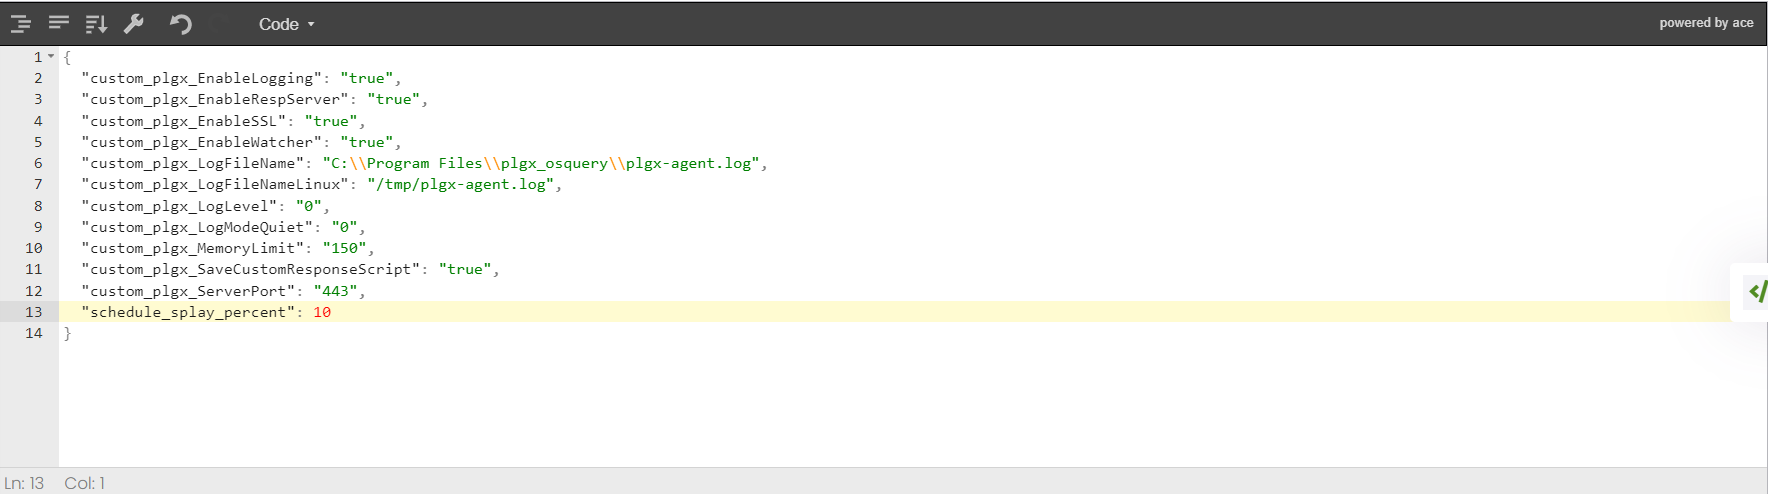 Code
powered by ace
1 {
2 "custom_plgx_EnableLogging": "true",
3 "custom_plgx_EnableRespServer": "true",
4 "custom_plgx_EnableSSL": "true",
5 "custom_plgx_EnableWatcher": "true",
6 "custom_plgx_LogFileName": "C:\\Program Files\\plgx_osquery\\plgx-agent.log",
7 "custom_plgx_LogFileNameLinux": "/tmp/plgx-agent.log",
8 "custom_plgx_LogLevel": "0",
9 "custom_plgx_LogModeQuiet": "0",
10 "custom_plgx_MemoryLimit": "150",
11 "custom_plgx_SaveCustomResponseScript": "true",
12 "custom_plgx_ServerPort": "443",
13 "schedule_splay_percent": 10
14 }
Ln: 13 Col: 1